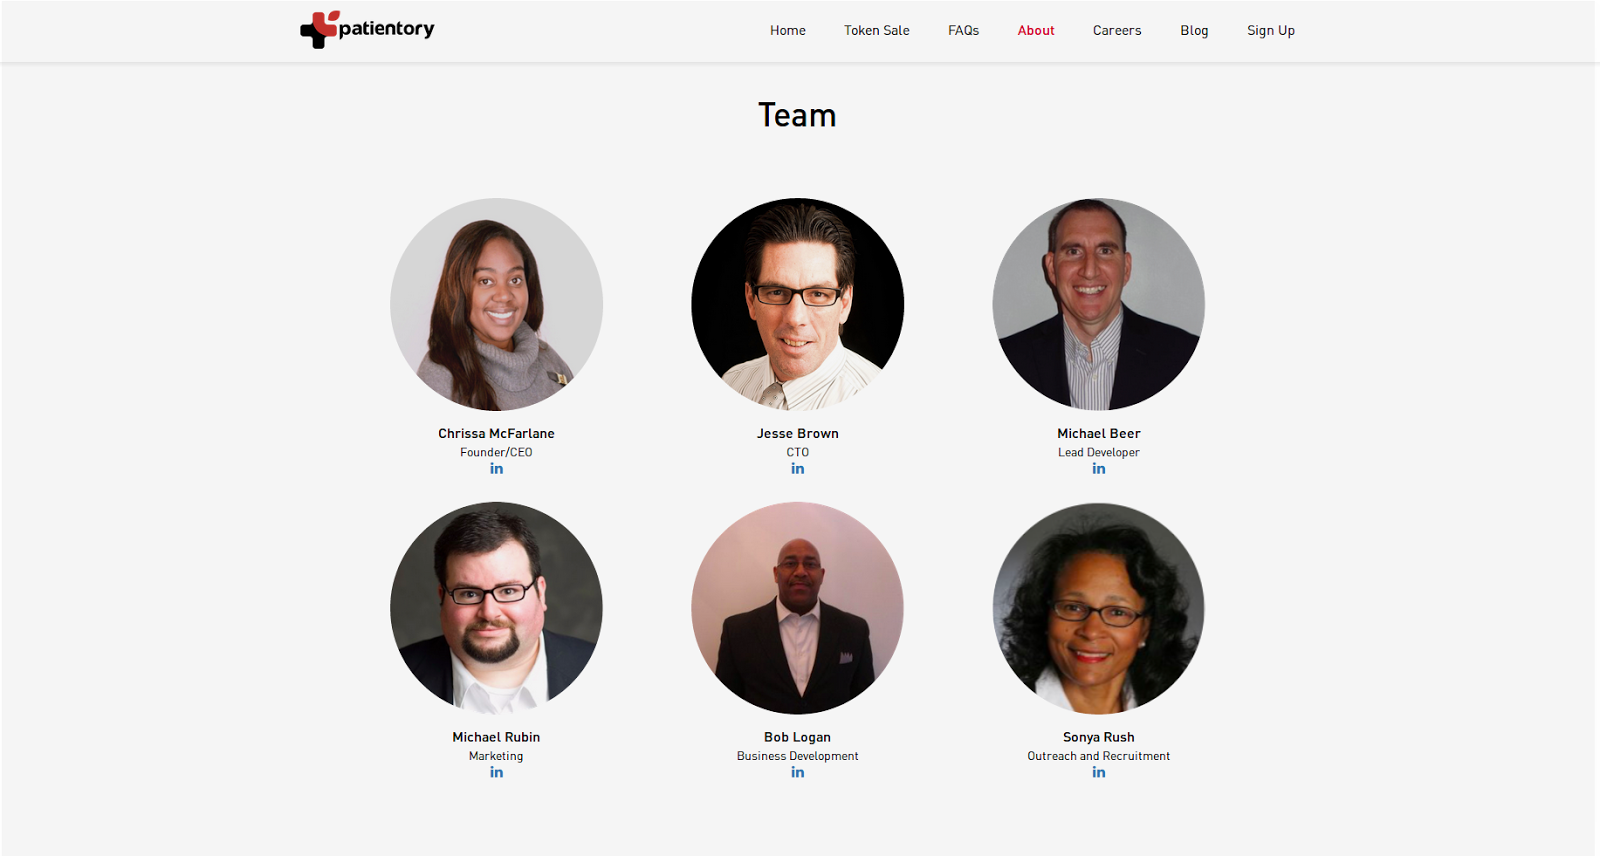 patientory
Home Token Sale FAQs About Careers Blog Sign Up
Team
Chrissa McFarlane Jesse Brown Michael Beer
Founder/CEO CTO Lead Developer
in in in
Michael Rubin Bob Logan Sonya Rush
Marketing Business Development Outreach and Recruitment
in in in